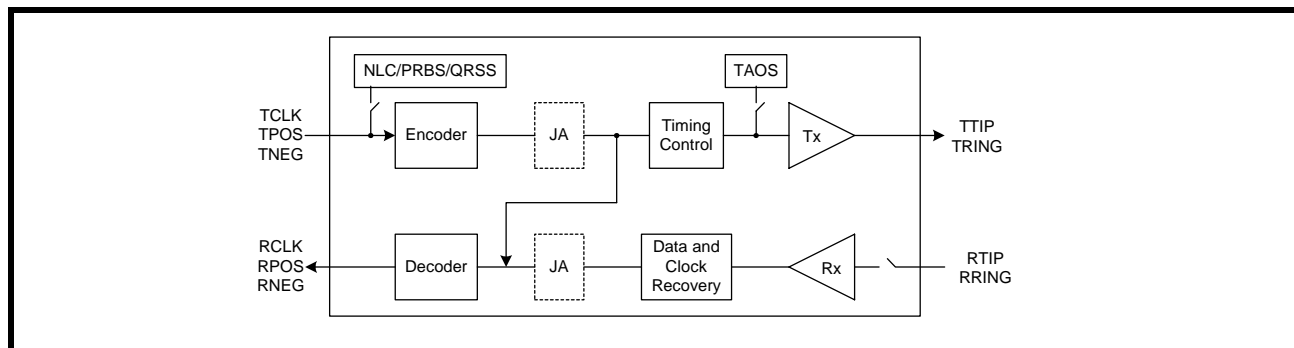 NLC/PRBS/QRSS
TAOS
TCLK
TPOS
TNEG
Encoder
JA
Timing
Control
Tx
TTIP
TRING
RCLK
RPOS
RNEG
Decoder
JA
Data and
Clock
Recovery
Rx
RTIP
RRING